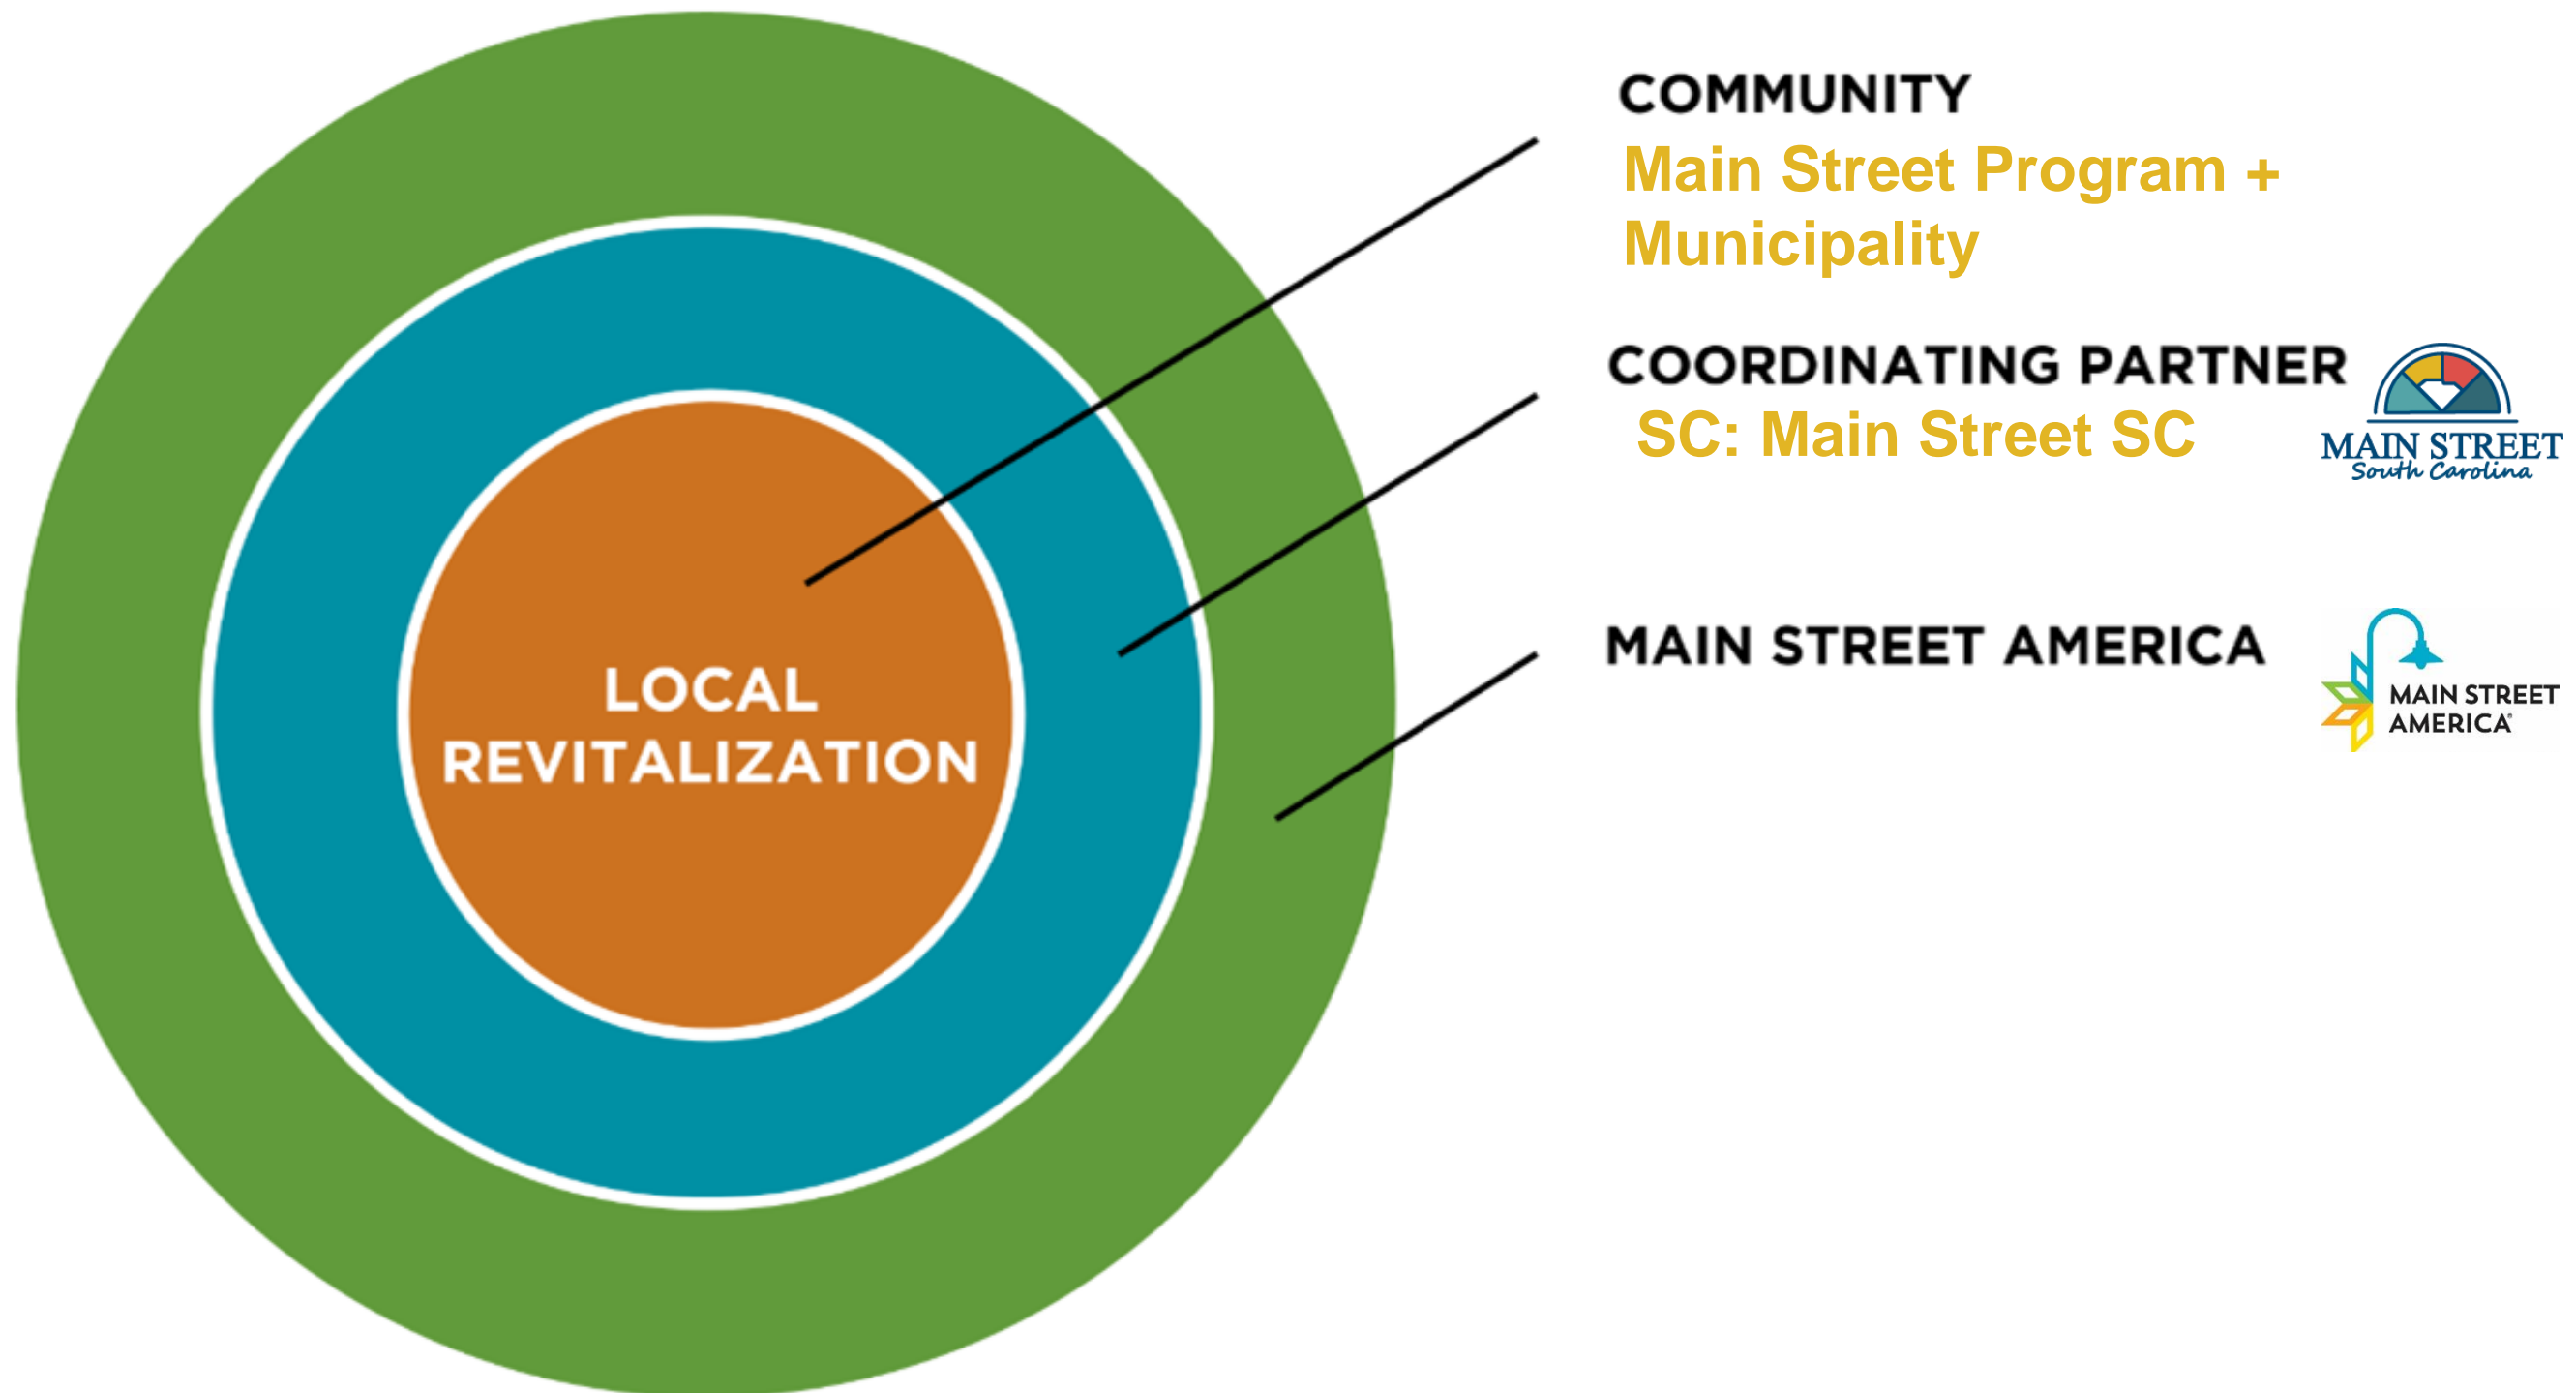 COMMUNITY
Main Street Program +
Municipality
COORDINATING PARTNER
SC: Main Street SC
MAIN STREET
South Carolina
MAIN STREET AMERICA
MAIN STREET
AMERICA®
LOCAL
REVITALIZATION